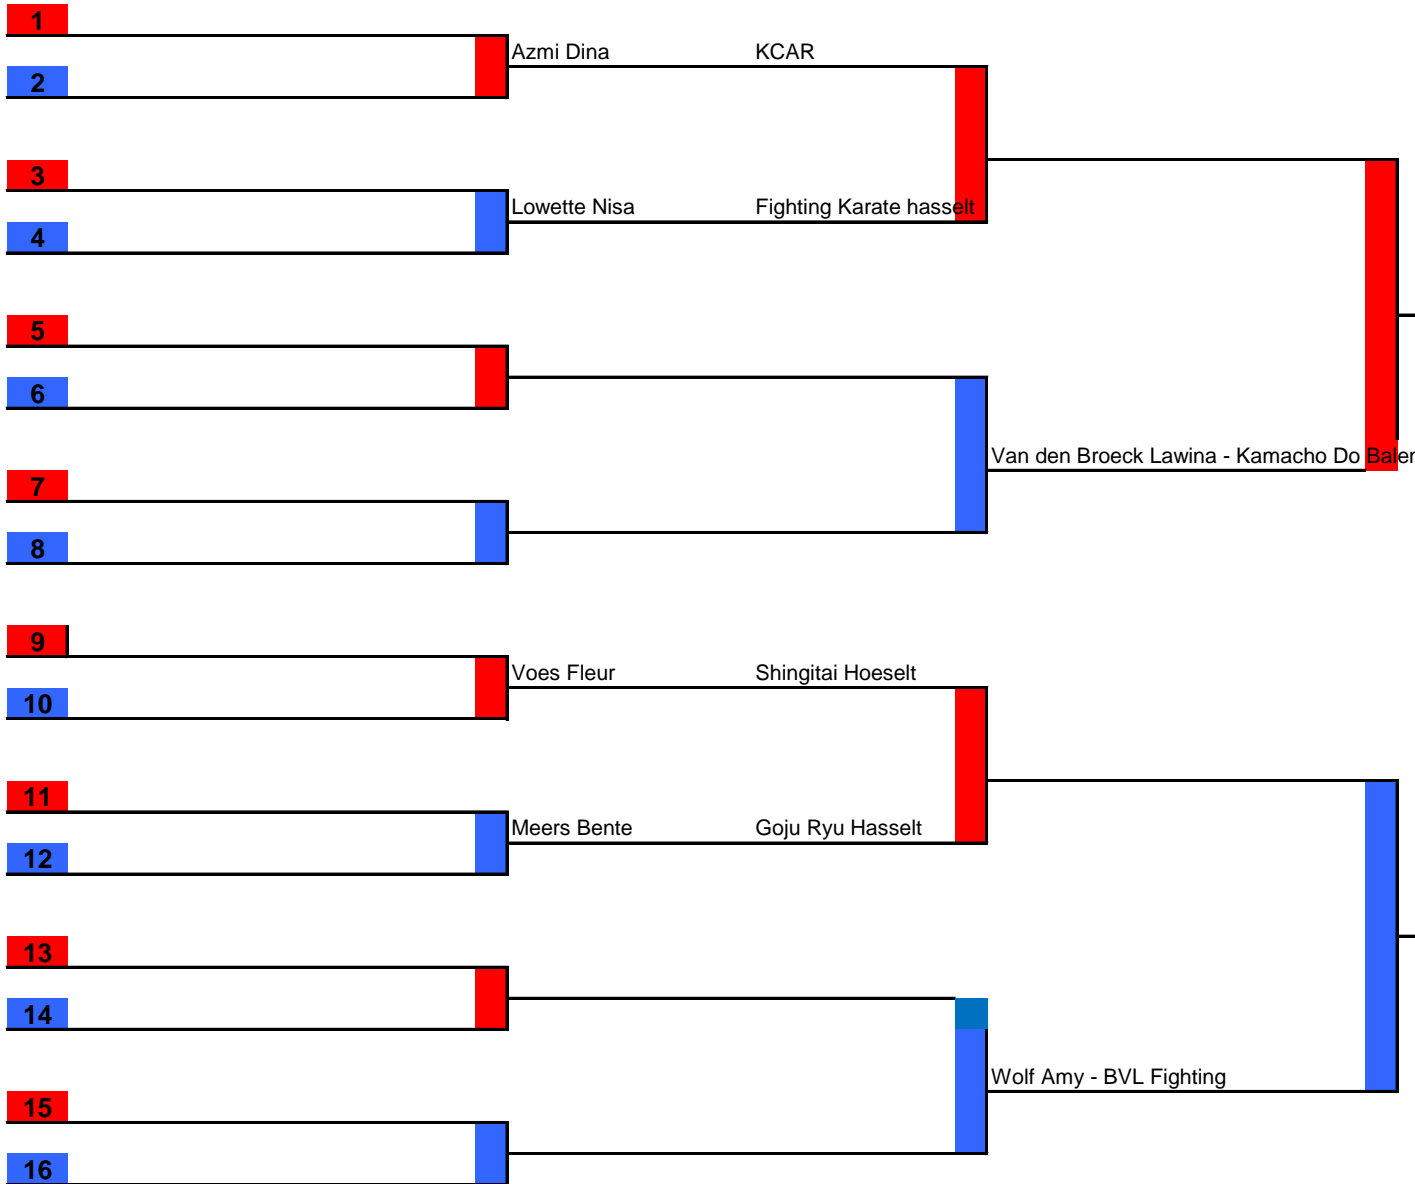 1
Azmi Dina KCAR
2
3
Lowette Nisa Fighting Karate hasselt
4
5
6
Van den Broeck Lawina - Kamacho Do Balen
7
8
9
Voes Fleur Shingitai Hoeselt
10
11
Meers Bente Goju Ryu Hasselt
12
13
14
Wolf Amy - BVL Fighting
15
16